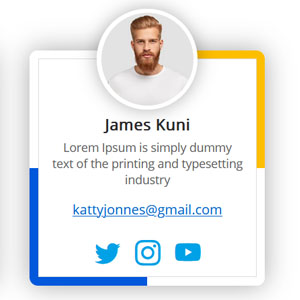 James Kuni
Lorem Ipsum is simply dummy
text of the printing and typesetting
industry
kattyjonnes@gmail.com